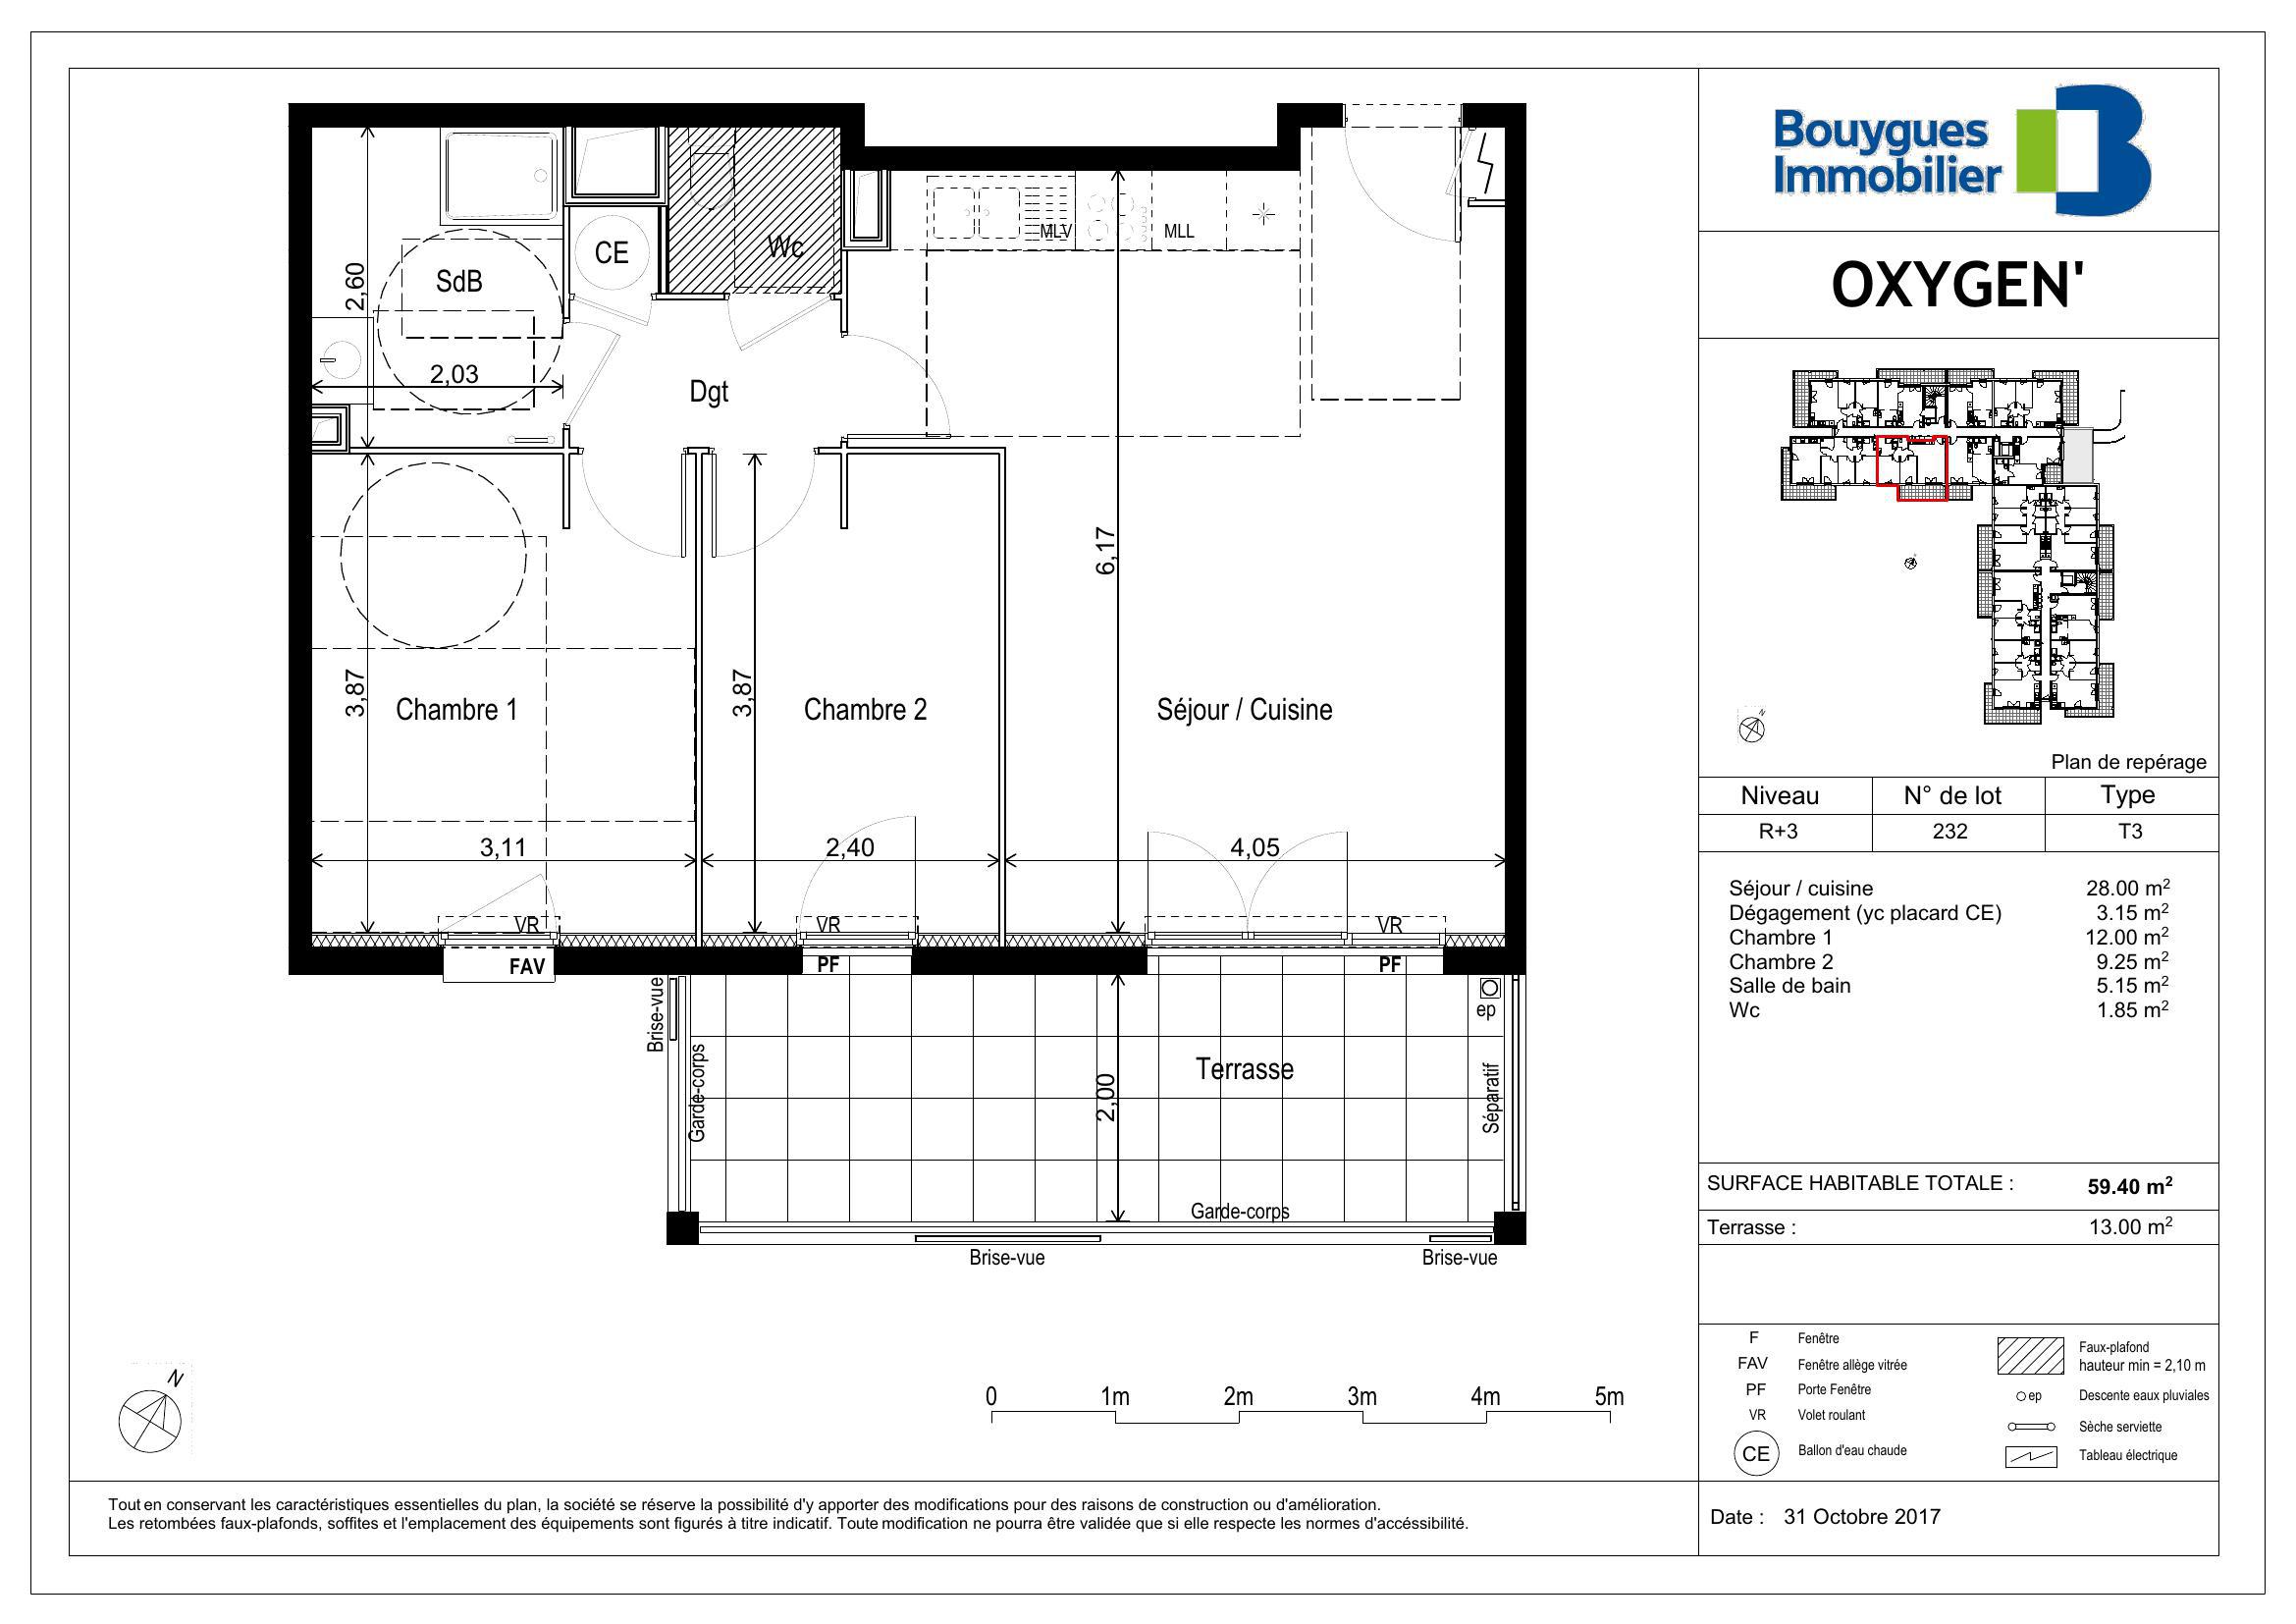 Bouygues
Immobilier
OXYGEN'
CE
Wc
SdB
MLV
MLL
2,60
2,03
Dgt
6,17
3,87
Chambre 1
3,87
Chambre 2
Séjour / Cuisine
3,11
2,40
4,05
VR
VR
VR
FAV
PF
PF
Brise-vue
ep
Garde-corps
Terrasse
2,00
Séparatif
Garde-corps
Brise-vue
Brise-vue
N
0 1m 2m 3m 4m 5m
N
Plan de repérage
Niveau N° de lot Type
R+3 232 T3
Séjour / cuisine 28.00 m²
Dégagement (yc placard CE) 3.15 m²
Chambre 1 12.00 m²
Chambre 2 9.25 m²
Salle de bain 5.15 m²
Wc 1.85 m²
SURFACE HABITABLE TOTALE : 59.40 m²
Terrasse : 13.00 m²
F Fenêtre
FAV Fenêtre allège vitrée
PF Porte Fenêtre
VR Volet roulant
CE Ballon d'eau chaude
Faux-plafond
hauteur min = 2,10 m
ep Descente eaux pluviales
Sèche serviette
Tableau électrique
Tout en conservant les caractéristiques essentielles du plan, la société se réserve la possibilité d'y apporter des modifications pour des raisons de construction ou d'amélioration.
Les retombées faux-plafonds, soffites et l'emplacement des équipements sont figurés à titre indicatif. Toute modification ne pourra être validée que si elle respecte les normes d'accéssibilité.
Date : 31 Octobre 2017